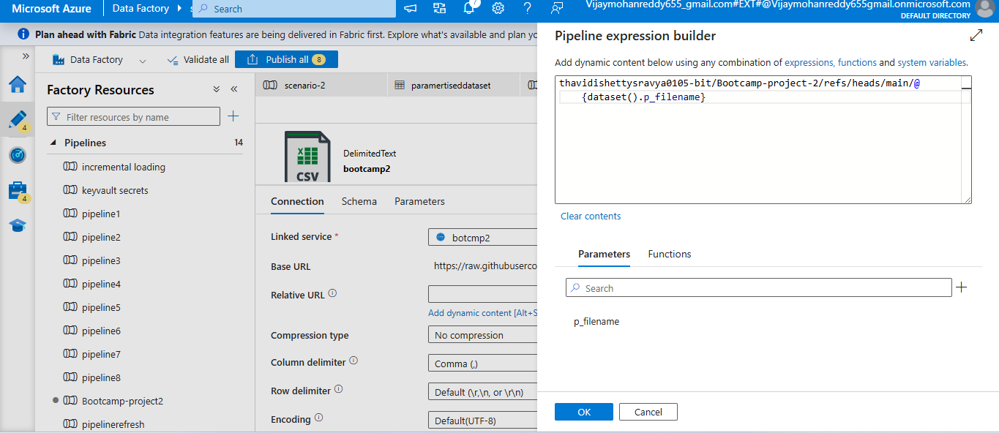 Microsoft Azure
Data Factory
Search
7
Vijaymohanreddy655_gmail.com#EXT#@Vijaymohanreddy655gmail.onmicrosoft.com
DEFAULT DIRECTORY
Plan ahead with Fabric Data integration features are being delivered in Fabric first. Explore what's available and plan yo
Data Factory
Validate all
Publish all 8
Factory Resources
Filter resources by name
Pipelines 14
incremental loading
keyvault secrets
pipeline1
pipeline2
pipeline3
pipeline4
pipeline5
pipeline6
pipeline7
pipeline8
Bootcamp-project2
pipelinerefresh
4
4
scenario-2
paramertiseddataset
CSV
DelimitedText
bootcamp2
Connection Schema Parameters
Linked service * botcmp2
Base URL https://raw.githubuserco
Relative URL
Add dynamic content [Alt+S
Compression type No compression
Column delimiter Comma (,)
Row delimiter Default (\r,\n, or \r\n)
Encoding Default(UTF-8)
Pipeline expression builder
Add dynamic content below using any combination of expressions, functions and system variables.
thavidishettysravya0105-bit/Bootcamp-project-2/refs/heads/main/@
{dataset().p_filename}
Clear contents
Parameters Functions
Search
p_filename
OK Cancel